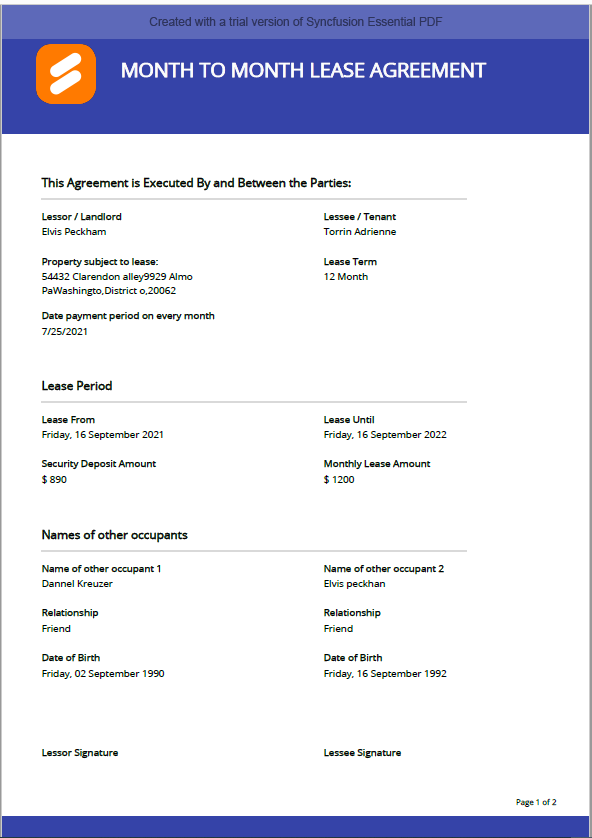 Created with a trial version of Syncfusion Essential PDF
MONTH TO MONTH LEASE AGREEMENT
This Agreement is Executed By and Between the Parties:
Lessor / Landlord
Elvis Peckham
Lessee / Tenant
Torrin Adrienne
Property subject to lease:
54432 Clarendon alley9929 Almo
PaWashingto,District o,20062
Lease Term
12 Month
Date payment period on every month
7/25/2021
Lease Period
Lease From
Friday, 16 September 2021
Lease Until
Friday, 16 September 2022
Security Deposit Amount
$ 890
Monthly Lease Amount
$ 1200
Names of other occupants
Name of other occupant 1
Dannel Kreuzer
Name of other occupant 2
Elvis peckhan
Relationship
Friend
Relationship
Friend
Date of Birth
Friday, 02 September 1990
Date of Birth
Friday, 16 September 1992
Lessor Signature
Lessee Signature
Page 1 of 2